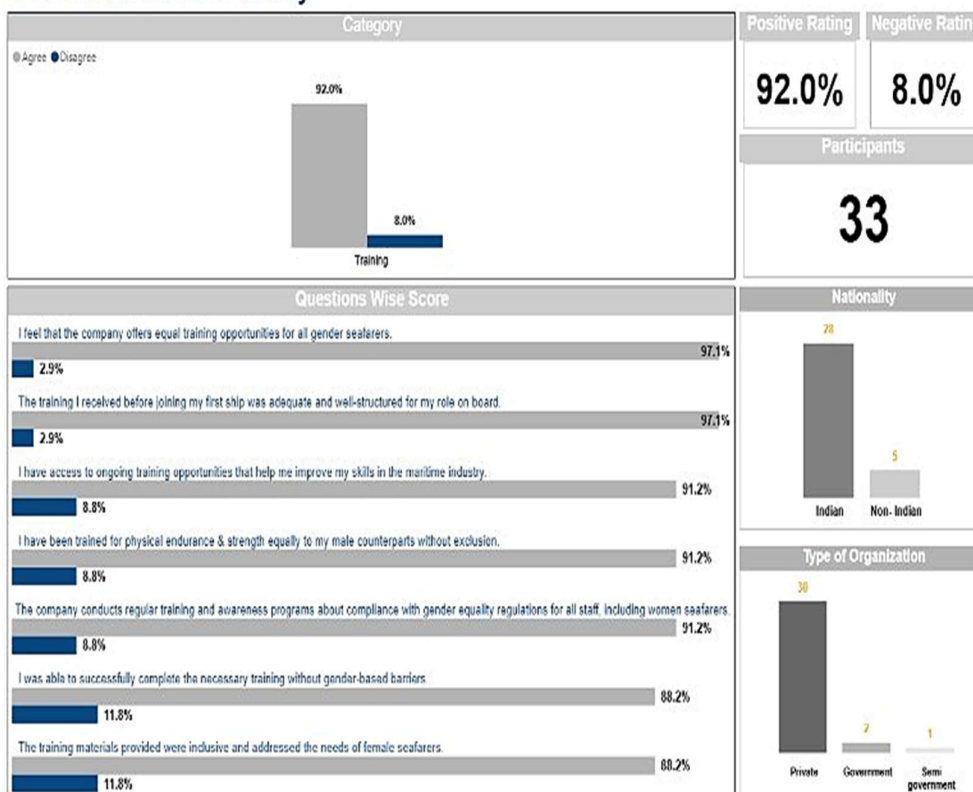 Category
Agree Disagree
92.0%
8.0%
Training
Positive Rating
92.0%
Negative Ratin
8.0%
Participants
33
Questions Wise Score
I feel that the company offers equal training opportunities for all gender seafarers.
97.1%
2.9%
The training I received before joining my first ship was adequate and well-structured for my role on board.
97.1%
2.9%
I have access to ongoing training opportunities that help me improve my skills in the maritime industry.
91.2%
8.8%
I have been trained for physical endurance & strength equally to my male counterparts without exclusion.
91.2%
8.8%
The company conducts regular training and awareness programs about compliance with gender equality regulations for all staff, including women seafarers.
91.2%
8.8%
I was able to successfully complete the necessary training without gender-based barriers
88.2%
11.8%
The training materials provided were inclusive and addressed the needs of female seafarers.
88.2%
11.8%
Nationality
28
5
Indian Non- Indian
Type of Organization
30
2
1
Private Government Semi
government